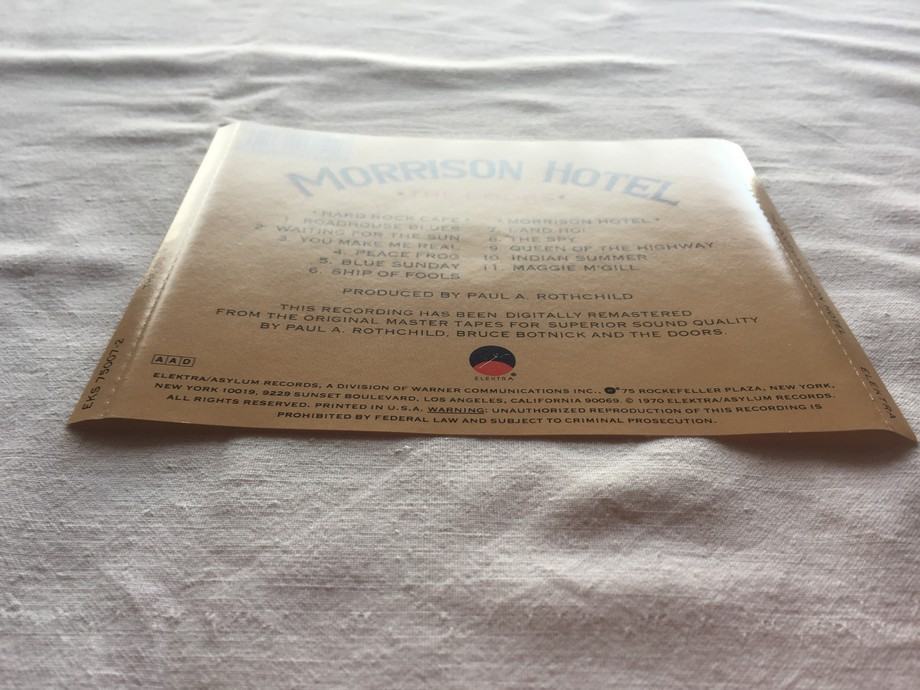 MORRISON HOTEL
• THE DOORS •
• HARD ROCK CAFE •
1. ROADHOUSE BLUES
2. WAITING FOR THE SUN
3. YOU MAKE ME REAL
4. PEACE FROG
5. BLUE SUNDAY
6. SHIP OF FOOLS
• MORRISON HOTEL •
7. LAND HO!
8. THE SPY
9. QUEEN OF THE HIGHWAY
10. INDIAN SUMMER
11. MAGGIE M'GILL
PRODUCED BY PAUL A. ROTHCHILD
THIS RECORDING HAS BEEN DIGITALLY REMASTERED
FROM THE ORIGINAL MASTER TAPES FOR SUPERIOR SOUND QUALITY
BY PAUL A. ROTHCHILD, BRUCE BOTNICK AND THE DOORS.
AAD
ELEKTRA
ELEKTRA/ASYLUM RECORDS, A DIVISION OF WARNER COMMUNICATIONS INC., 75 ROCKEFELLER PLAZA, NEW YORK,
NEW YORK 10019, 9229 SUNSET BOULEVARD, LOS ANGELES, CALIFORNIA 90069. © 1970 ELEKTRA/ASYLUM RECORDS.
ALL RIGHTS RESERVED. PRINTED IN U.S.A. WARNING: UNAUTHORIZED REPRODUCTION OF THIS RECORDING IS
PROHIBITED BY FEDERAL LAW AND SUBJECT TO CRIMINAL PROSECUTION.
EKS 75007-2
ELEKTRA